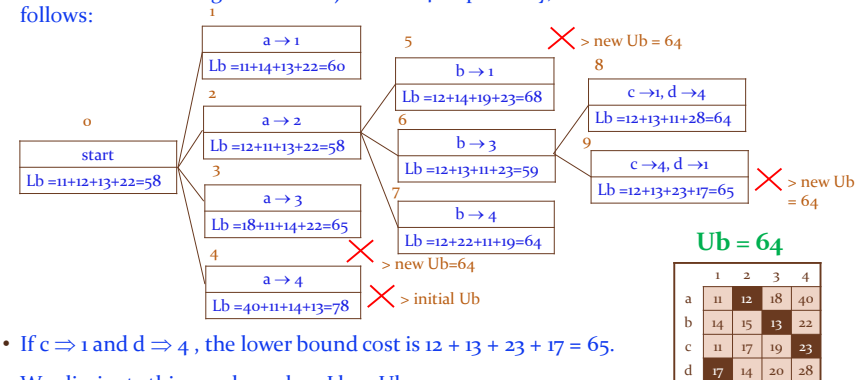 follows:
1
a → 1
Lb =11+14+13+22=60
5
> new Ub = 64
b → 1
Lb =12+14+19+23=68
8
c →1, d →4
Lb =12+13+11+28=64
2
a → 2
Lb =12+11+13+22=58
0
start
Lb =11+12+13+22=58
6
b → 3
Lb =12+13+11+23=59
9
c →4, d →1
Lb =12+13+23+17=65
> new Ub
= 64
3
a → 3
Lb =18+11+14+22=65
7
b → 4
Lb =12+22+11+19=64
> new Ub=64
4
a → 4
Lb =40+11+14+13=78
> initial Ub
Ub = 64
1 2 3 4
a 11 12 18 40
b 14 15 13 22
c 11 17 19 23
d 17 14 20 28
• If c ⇒ 1 and d ⇒ 4 , the lower bound cost is 12 + 13 + 23 + 17 = 65.